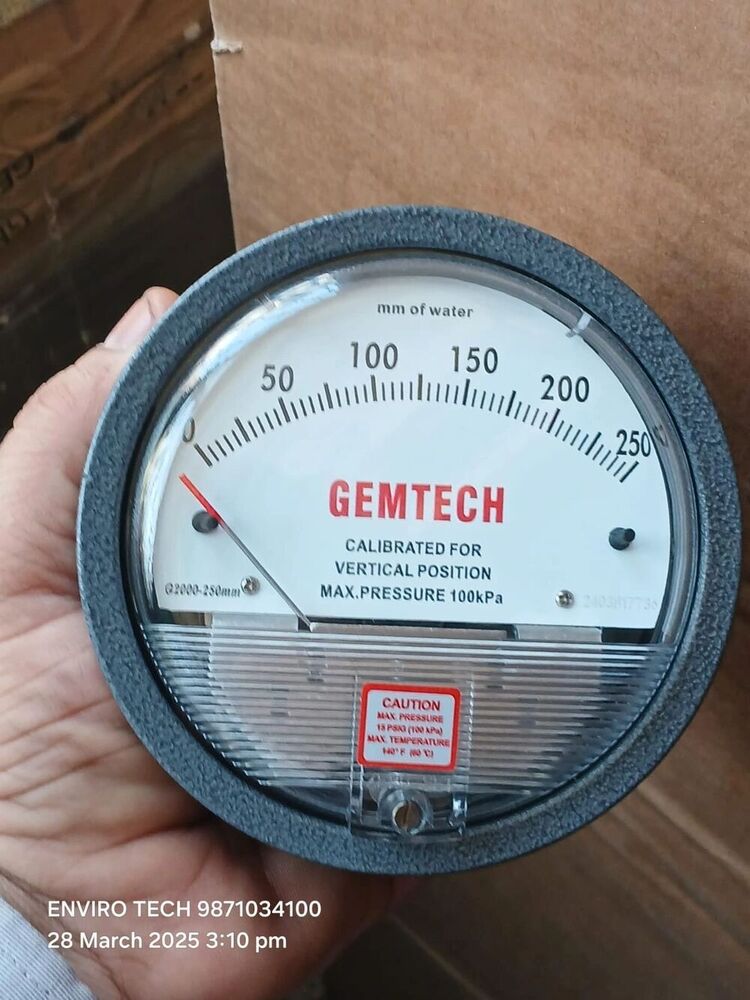 mm of water
0 50 100 150 200 250
GEMTECH
CALIBRATED FOR
VERTICAL POSITION
MAX.PRESSURE 100kPa
G2000-250mm
CAUTION
MAX. PRESSURE
15 PSIG (100 kPa)
MAX. TEMPERATURE
140° F (60 °C)
ENVIRO TECH 9871034100
28 March 2025 3:10 pm